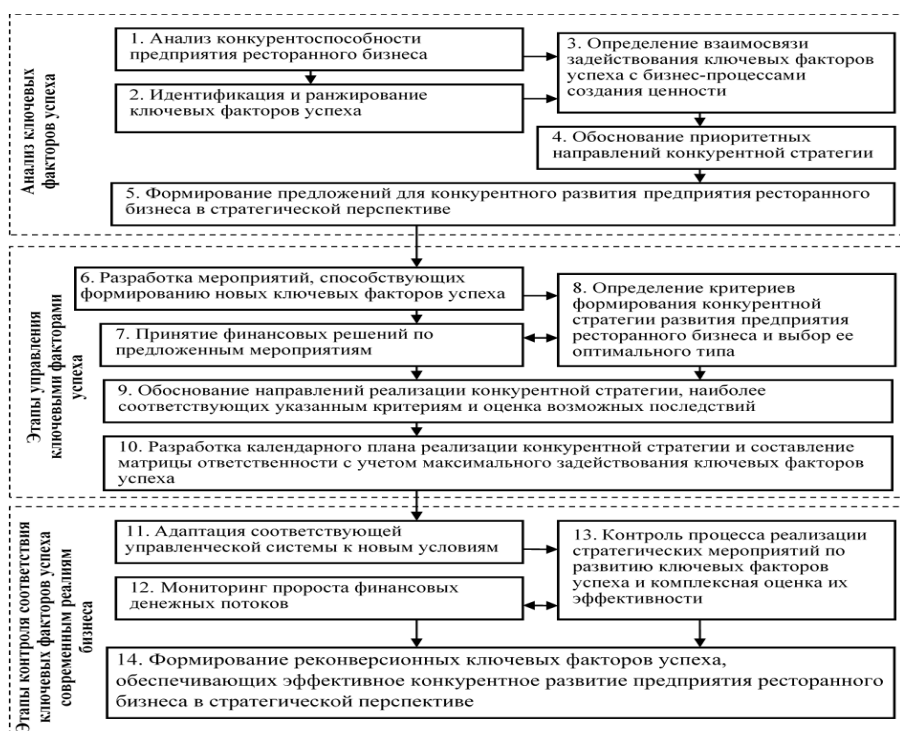 Анализ ключевых
факторов успеха
1. Анализ конкурентоспособности
предприятия ресторанного бизнеса
2. Идентификация и ранжирование
ключевых факторов успеха
3. Определение взаимосвязи
задействования ключевых факторов
успеха с бизнес-процессами
создания ценности
4. Обоснование приоритетных
направлений конкурентной стратегии
5. Формирование предложений для конкурентного развития предприятия ресторанного
бизнеса в стратегической перспективе
Этапы управления
ключевыми факторами
успеха
6. Разработка мероприятий, способствующих
формированию новых ключевых факторов успеха
7. Принятие финансовых решений по
предложенным мероприятиям
8. Определение критериев
формирования конкурентной
стратегии развития предприятия
ресторанного бизнеса и выбор ее
оптимального типа
9. Обоснование направлений реализации конкурентной стратегии, наиболее
соответствующих указанным критериям и оценка возможных последствий
10. Разработка календарного плана реализации конкурентной стратегии и составление
матрицы ответственности с учетом максимального задействования ключевых факторов
успеха
Этапы контроля соответствия
ключевых факторов успеха
современным реалиям
бизнеса
11. Адаптация соответствующей
управленческой системы к новым условиям
12. Мониторинг пророста финансовых
денежных потоков
13. Контроль процесса реализации
стратегических мероприятий по
развитию ключевых факторов
успеха и комплексная оценка их
эффективности
14. Формирование реконверсионных ключевых факторов успеха,
обеспечивающих эффективное конкурентное развитие предприятия ресторанного
бизнеса в стратегической перспективе